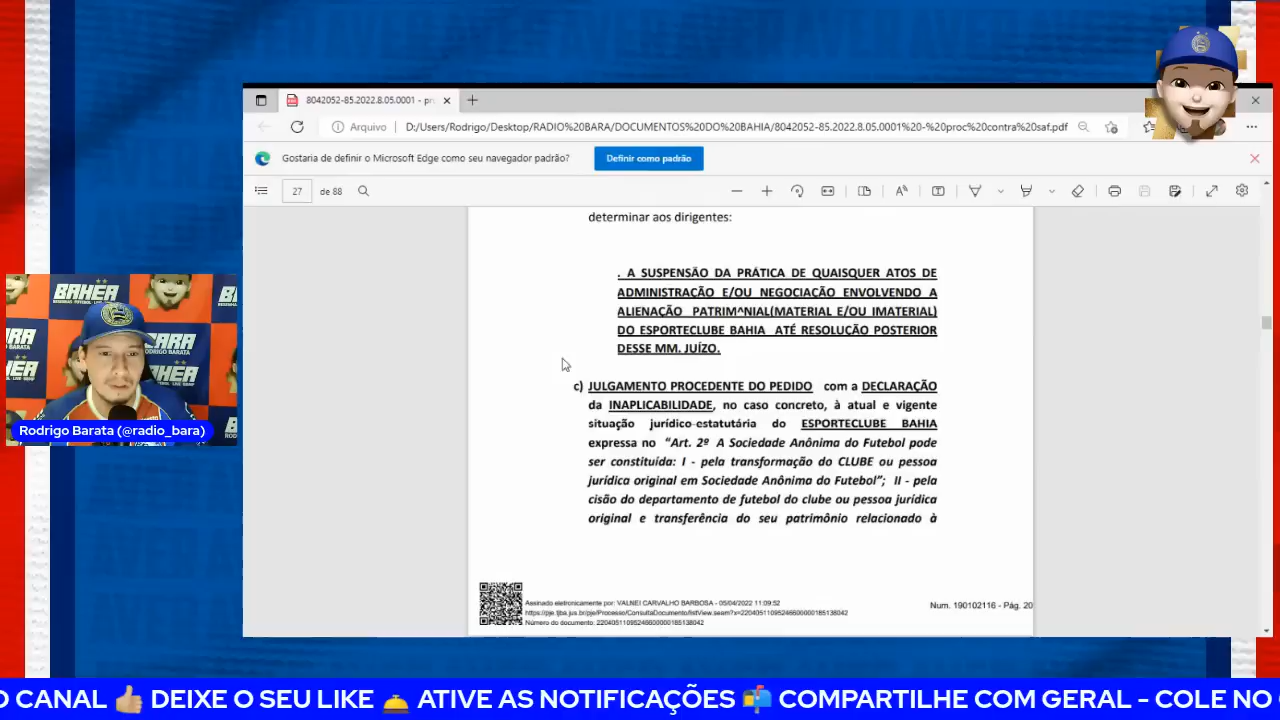 8042052-85.2022.8.05.0001 - pr
Arquivo
D:/Users/Rodrigo/Desktop/RADIO%20BARA/DOCUMENTOS%20DO%20BAHIA/8042052-85.2022.8.05.0001%20-%20proc%20contra%20saf.pdf
Gostaria de definir o Microsoft Edge como seu navegador padrão?
Definir como padrão
27 de 88
determinar aos dirigentes:
. A SUSPENSÃO DA PRÁTICA DE QUAISQUER ATOS DE
ADMINISTRAÇÃO E/OU NEGOCIAÇÃO ENVOLVENDO A
ALIENAÇÃO PATRIM^NIAL(MATERIAL E/OU IMATERIAL)
DO ESPORTECLUBE BAHIA ATÉ RESOLUÇÃO POSTERIOR
DESSE MM. JUÍZO.
c) JULGAMENTO PROCEDENTE DO PEDIDO com a DECLARAÇÃO
da INAPLICABILIDADE, no caso concreto, à atual e vigente
situação jurídico-estatutária do ESPORTECLUBE BAHIA
expressa no “Art. 2º A Sociedade Anônima do Futebol pode
ser constituída: I - pela transformação do CLUBE ou pessoa
jurídica original em Sociedade Anônima do Futebol”; II - pela
cisão do departamento de futebol do clube ou pessoa jurídica
original e transferência do seu patrimônio relacionado à
Assinado eletronicamente por: VALNEI CARVALHO BARBOSA - 05/04/2022 11:09:52
Num. 190102116 - Pág. 20
BAHEA
RODRIGO BARATA
Rodrigo Barata (@radio_bara)
O CANAL 👍🏼 DEIXE O SEU LIKE 🛎️ ATIVE AS NOTIFICAÇÕES 📬 COMPARTILHE COM GERAL - COLE NO